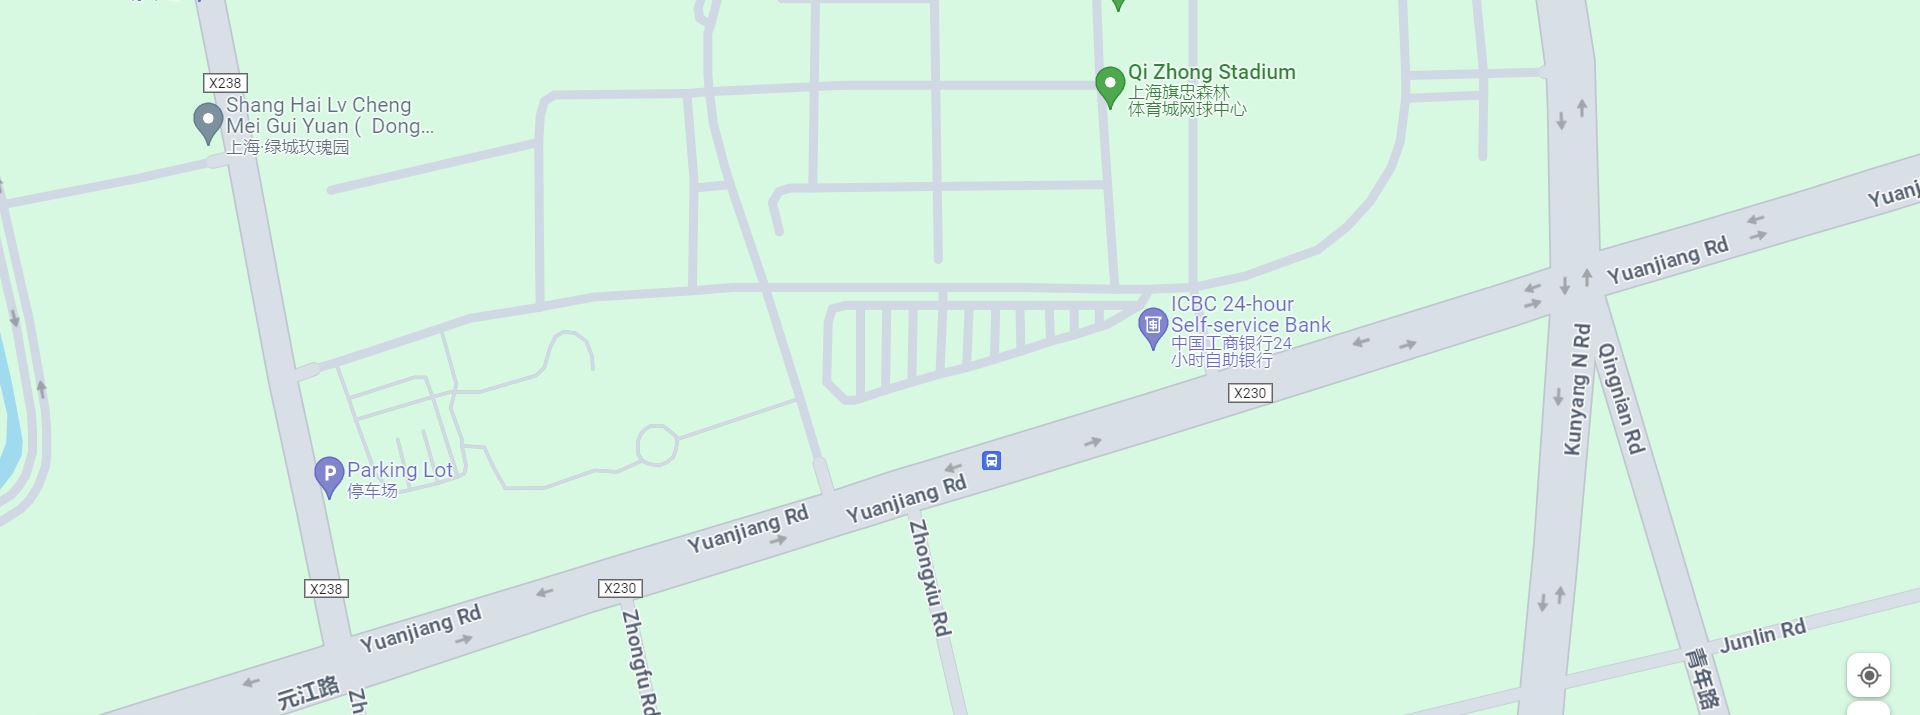 X238
Shang Hai Lv Cheng
Mei Gui Yuan ( Dong...
上海·绿城玫瑰园
Qi Zhong Stadium
上海旗忠森林
体育城网球中心
Yuanj
Yuanjiang Rd
ICBC 24-hour
Self-service Bank
中国工商银行24
小时自助银行
X230
Kunyang N Rd
Qingnian Rd
P
Parking Lot
停车场
Yuanjiang Rd
Yuanjiang Rd
X238
X230
Zhongxiu Rd
Yuanjiang Rd
Zhongfu Rd
Junlin Rd
元江路
Zh
青年路